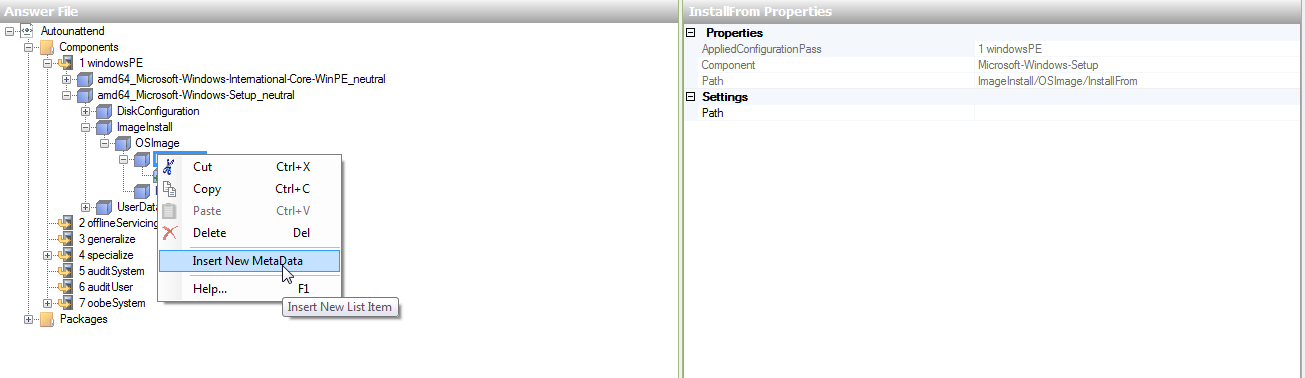 Answer File
Autounattend
Components
1 windowsPE
amd64_Microsoft-Windows-International-Core-WinPE_neutral
amd64_Microsoft-Windows-Setup_neutral
DiskConfiguration
ImageInstall
OSImage
UserData
2 offlineServicing
3 generalize
4 specialize
5 auditSystem
6 auditUser
7 oobeSystem
Packages
Cut Ctrl+X
Copy Ctrl+C
Paste Ctrl+V
Delete Del
Insert New MetaData
Help... F1
Insert New List Item
InstallFrom Properties
Properties
AppliedConfigurationPass 1 windowsPE
Component Microsoft-Windows-Setup
Path ImageInstall/OSImage/InstallFrom
Settings
Path